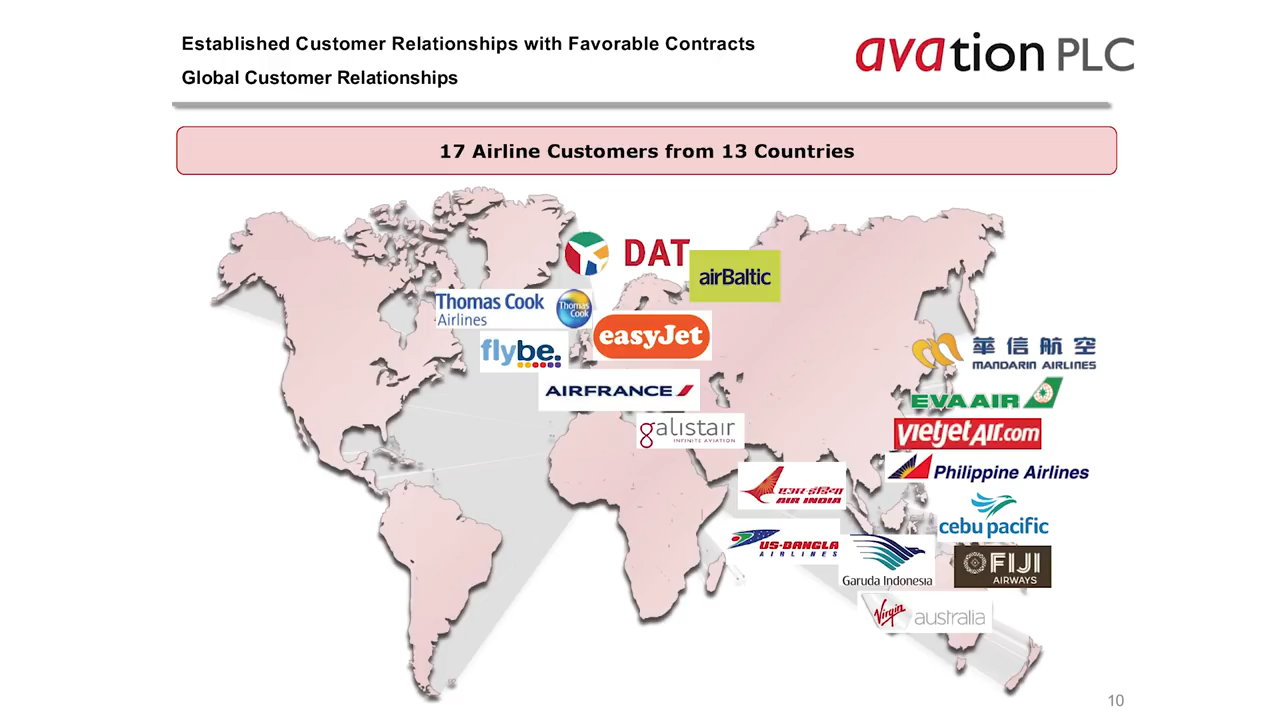 Established Customer Relationships with Favorable Contracts
Global Customer Relationships
avation PLC
17 Airline Customers from 13 Countries
DAT
airBaltic
Thomas Cook
Airlines
Thomas
Cook
easyJet
flybe.
AIRFRANCE
galistair
INFINITE AVIATION
華信航空
MANDARIN AIRLINES
EVA AIR
vietjetAir.com
Philippine Airlines
एअर-इंडिया
AIR INDIA
cebu pacific
US-BANGLA
AIRLINES
Garuda Indonesia
FIJI
AIRWAYS
Virgin australia
10